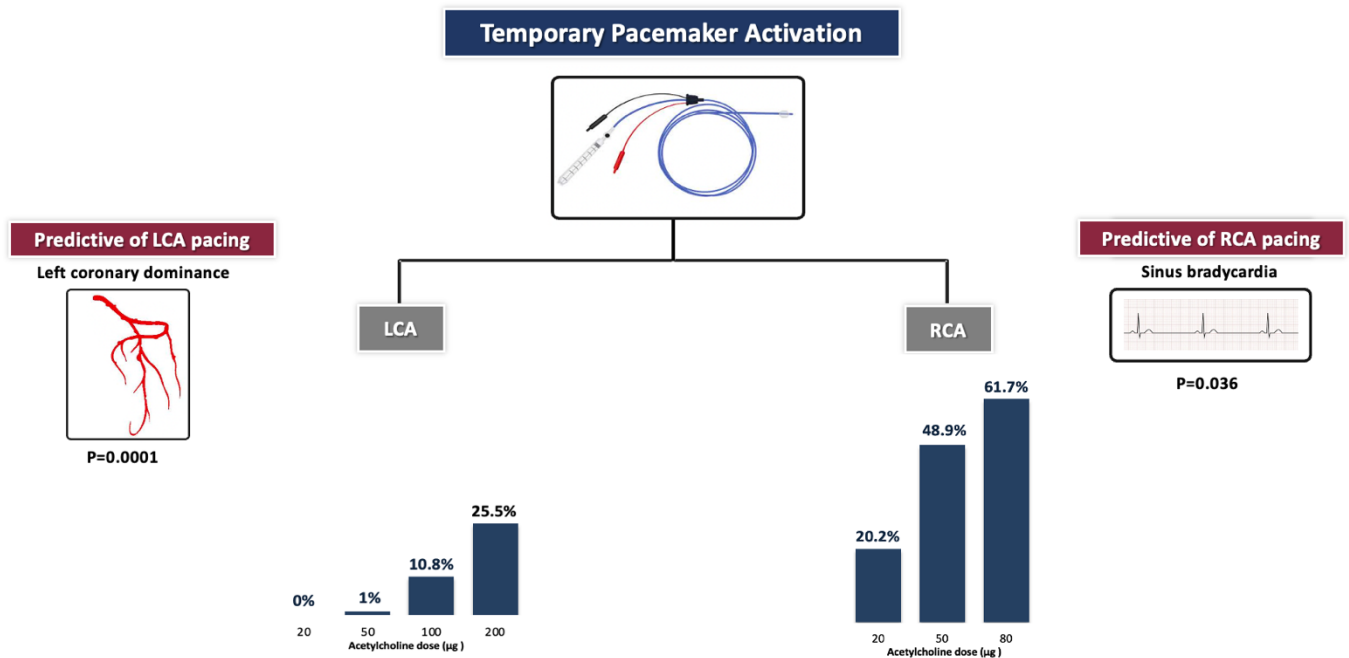 Temporary Pacemaker Activation
Predictive of LCA pacing
Left coronary dominance
P=0.0001
Predictive of RCA pacing
Sinus bradycardia
P=0.036
LCA
0%
1%
10.8%
25.5%
20
50
100
200
Acetylcholine dose (µg )
RCA
20.2%
48.9%
61.7%
20
50
80
Acetylcholine dose (µg )